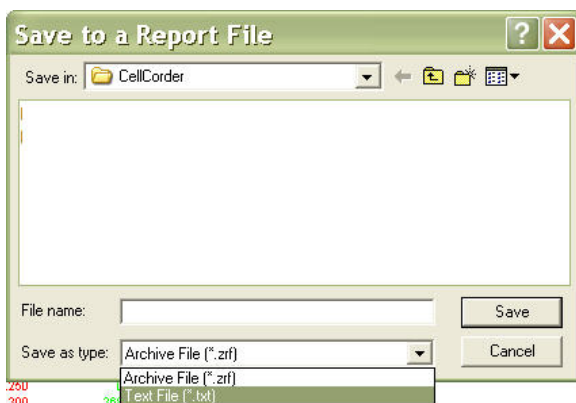 Save to a Report File
Save in: CellCorder
File name:
Save
Save as type: Archive File (*.zrf)
Cancel
Archive File (*.zrf)
.250
Text File (*.txt)
.200